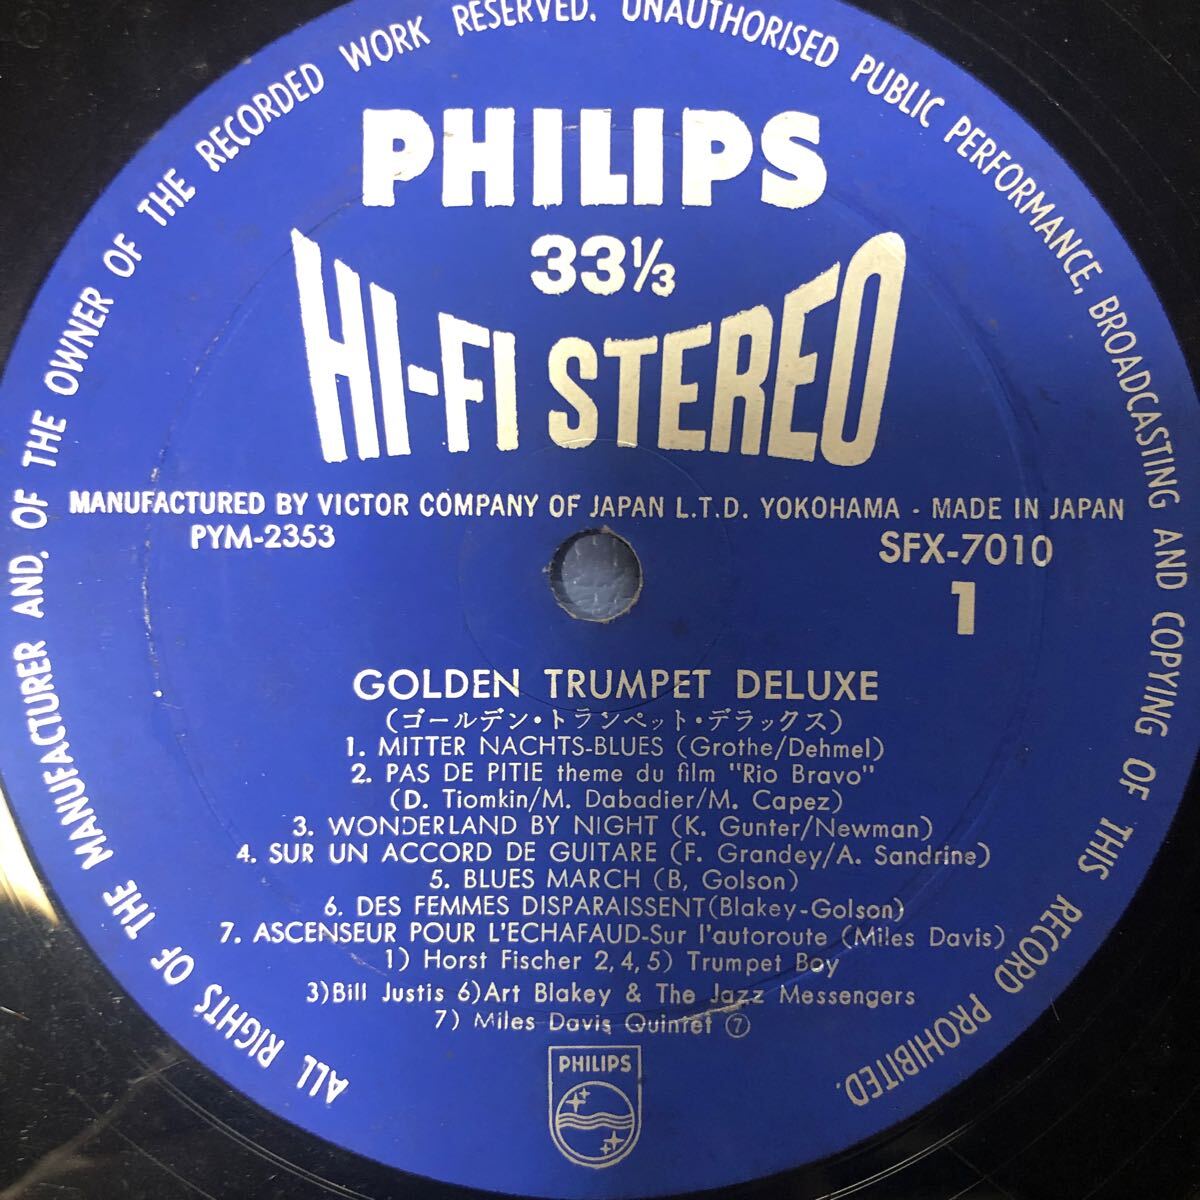 ALL RIGHTS OF THE MANUFACTURER AND, OF THE OWNER OF THE RECORDED WORK RESERVED. UNAUTHORISED PUBLIC PERFORMANCE, BROADCASTING AND COPYING OF THIS RECORD PROHIBITED.
PHILIPS
33⅓
HI-FI STEREO
MANUFACTURED BY VICTOR COMPANY OF JAPAN L.T.D. YOKOHAMA - MADE IN JAPAN
PYM-2353
SFX-7010
1
GOLDEN TRUMPET DELUXE
(ゴールデン・トランペット・デラックス)
1. MITTER NACHTS-BLUES (Grothe/Dehmel)
2. PAS DE PITIE theme du film "Rio Bravo"
(D. Tiomkin/M. Dabadier/M. Capez)
3. WONDERLAND BY NIGHT (K. Gunter/Newman)
4. SUR UN ACCORD DE GUITARE (F. Grandey/A. Sandrine)
5. BLUES MARCH (B, Golson)
6. DES FEMMES DISPARAISSENT(Blakey-Golson)
7. ASCENSEUR POUR L'ECHAFAUD-Sur l'autoroute (Miles Davis)
1) Horst Fischer 2, 4, 5) Trumpet Boy
3)Bill Justis 6)Art Blakey & The Jazz Messengers
7) Miles Davis Quintet ⑦
PHILIPS